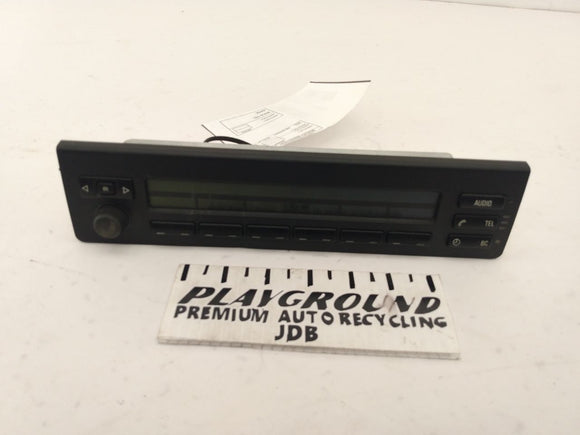 AUDIO
TEL
BC
PLAYGROUND
PREMIUM AUTO RECYCLING
JDB